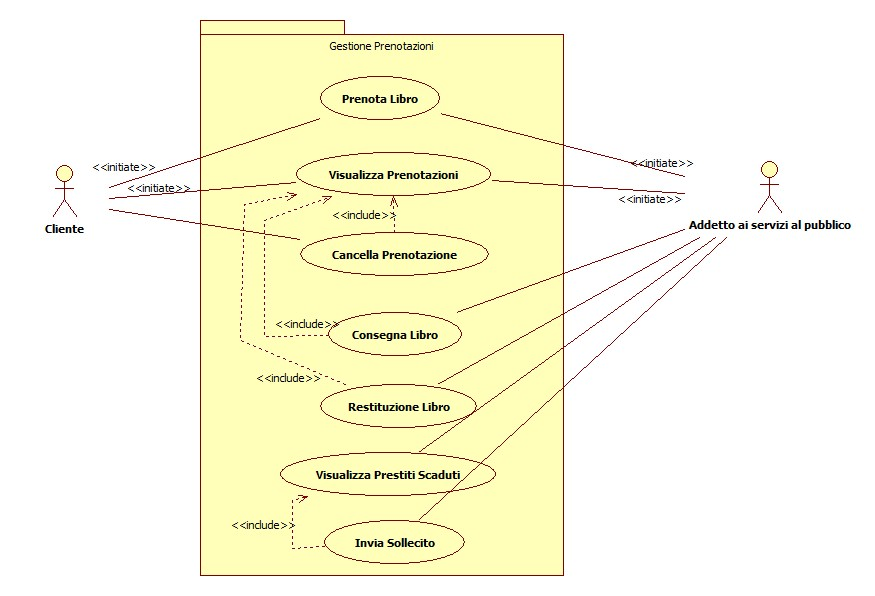 Gestione Prenotazioni
Prenota Libro
<<initiate>>
<<initiate>>
Visualizza Prenotazioni
<<initiate>>
<<initiate>>
<<include>>
Cliente
Addetto ai servizi al pubblico
Cancella Prenotazione
<<include>>
Consegna Libro
<<include>>
Restituzione Libro
Visualizza Prestiti Scaduti
<<include>>
Invia Sollecito